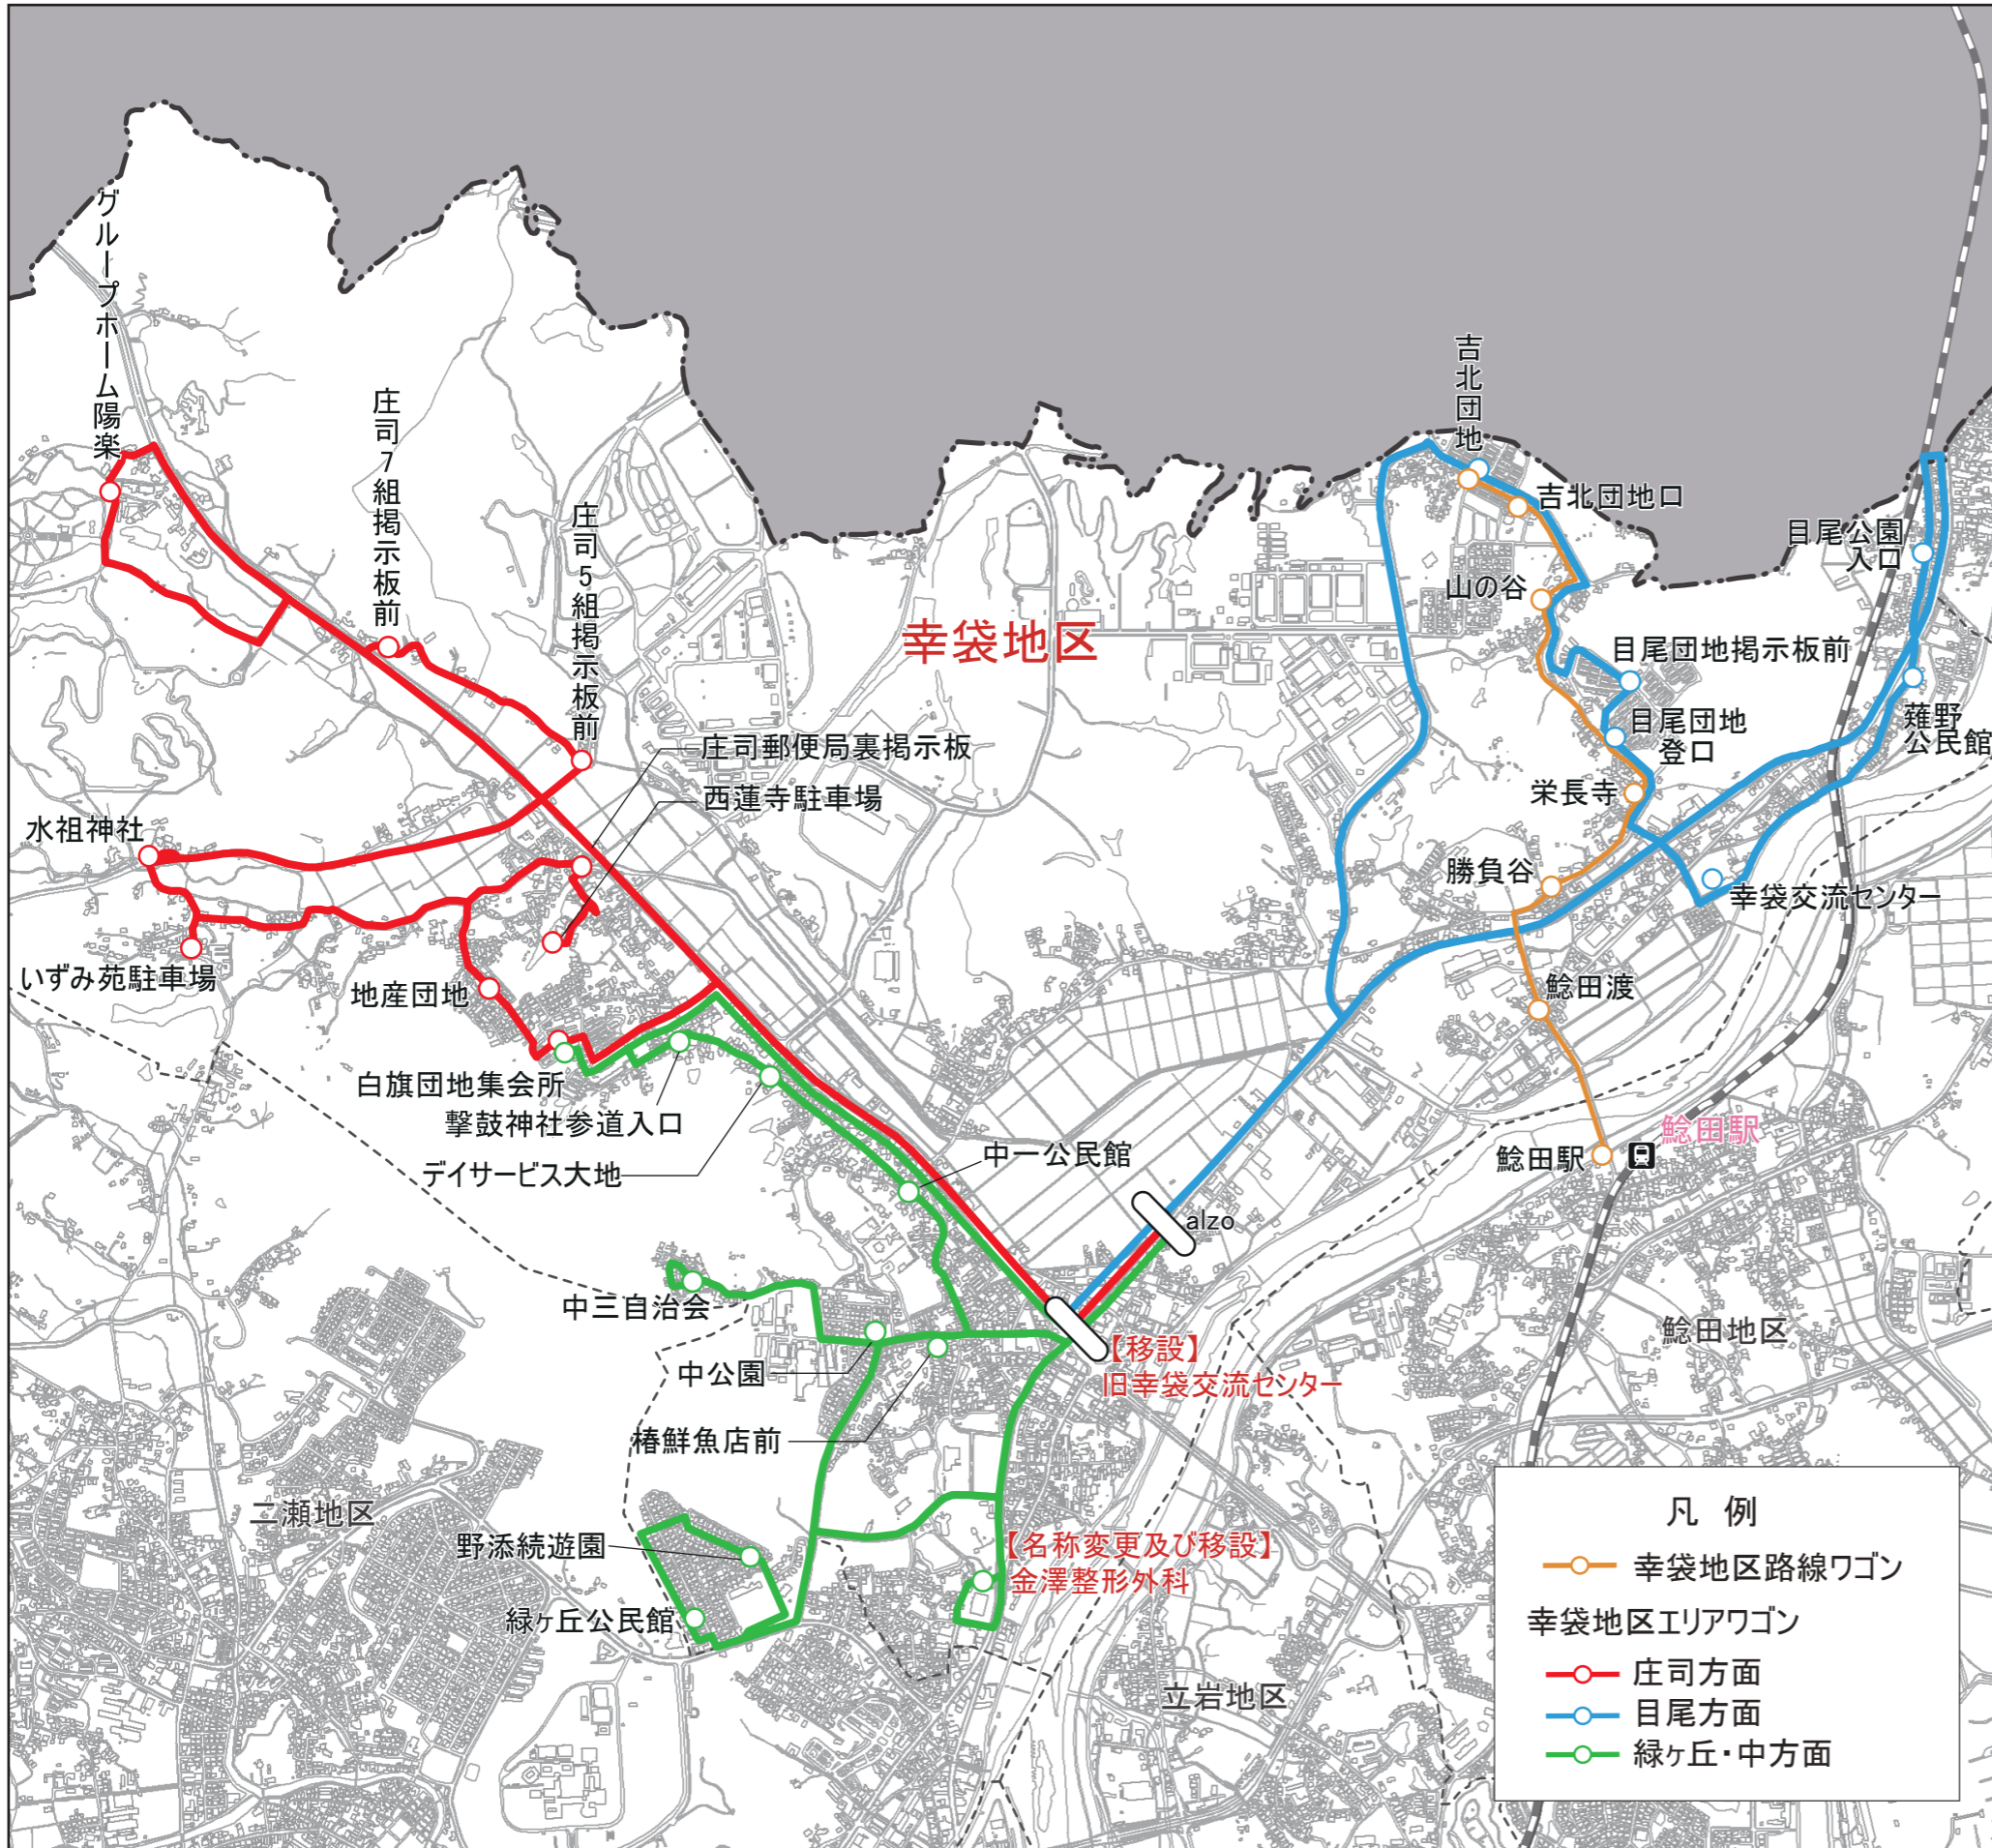 グループホーム陽楽
庄司7組掲示板前
庄司5組掲示板前
吉北団地
吉北団地口
目尾公園
入口
山の谷
幸袋地区
目尾団地掲示板前
目尾団地
登口
薙野
公民館
庄司郵便局裏掲示板
西蓮寺駐車場
栄長寺
水祖神社
勝負谷
幸袋交流センター
いずみ苑駐車場
地産団地
鯰田渡
白旗団地集会所
撃鼓神社参道入口
デイサービス大地
中一公民館
鯰田駅
鯰田駅
alzo
中三自治会
【移設】
旧幸袋交流センター
鯰田地区
中公園
椿鮮魚店前
二瀬地区
野添続遊園
【名称変更及び移設】
金澤整形外科
緑ヶ丘公民館
立岩地区
凡 例
幸袋地区路線ワゴン
幸袋地区エリアワゴン
庄司方面
目尾方面
緑ヶ丘・中方面